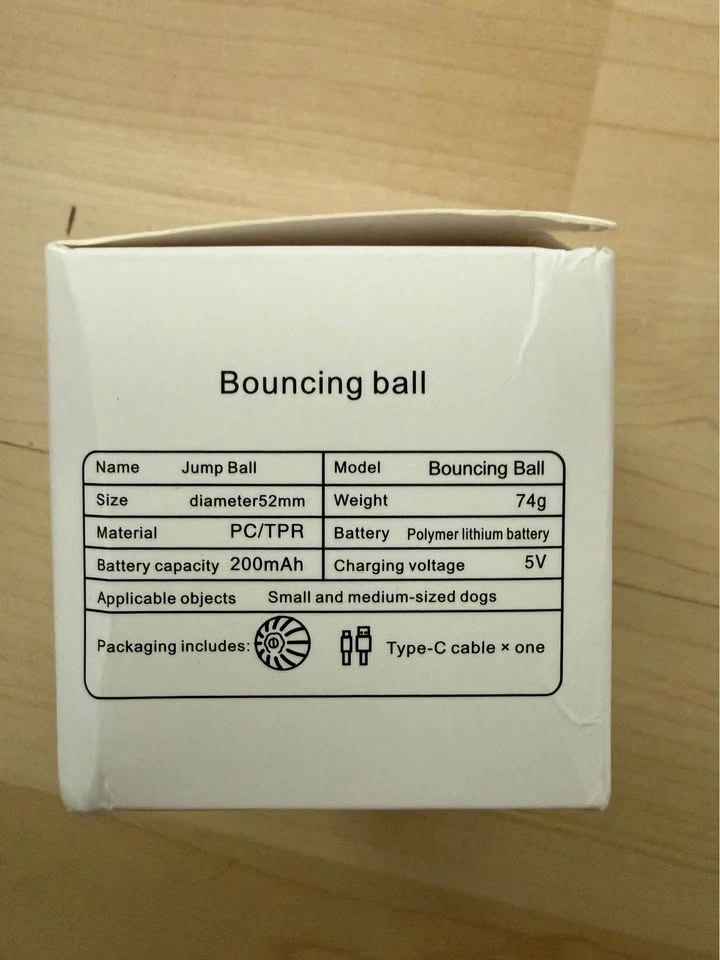 Bouncing ball
Name Jump Ball Model Bouncing Ball
Size diameter52mm Weight 74g
Material PC/TPR Battery Polymer lithium battery
Battery capacity 200mAh Charging voltage 5V
Applicable objects Small and medium-sized dogs
Packaging includes: Type-C cable × one